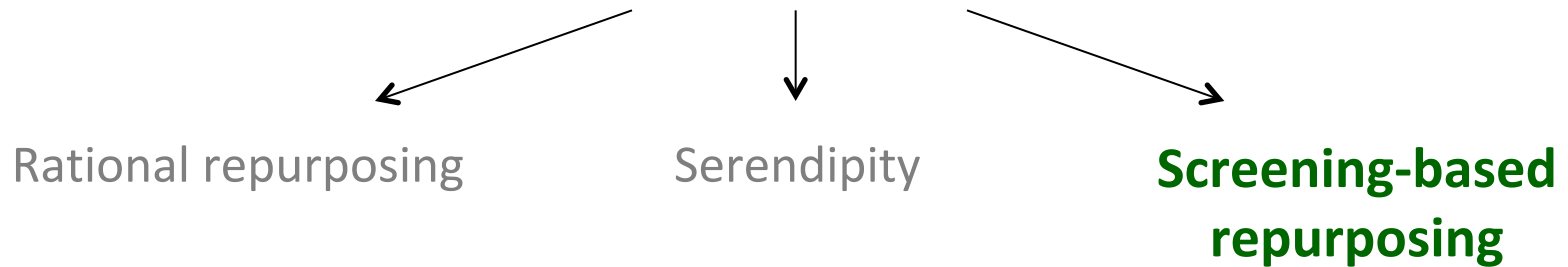 Rational repurposing
Serendipity
Screening-based
repurposing